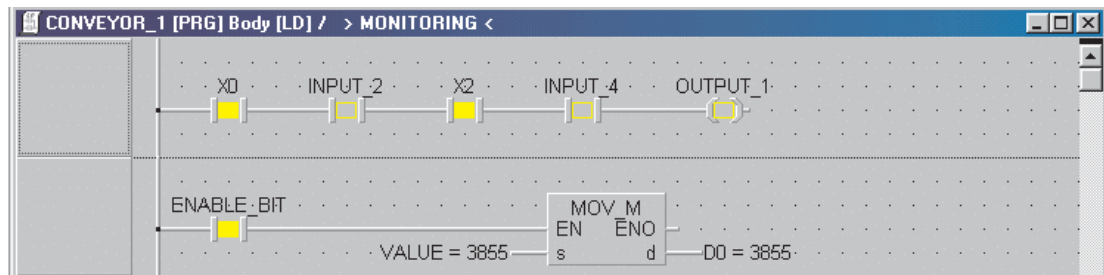 CONVEYOR_1 [PRG] Body [LD] / > MONITORING <
X0 INPUT_2 X2 INPUT_4 OUTPUT_1
ENABLE_BIT
MOV_M
EN ENO
VALUE = 3855 s d D0 = 3855